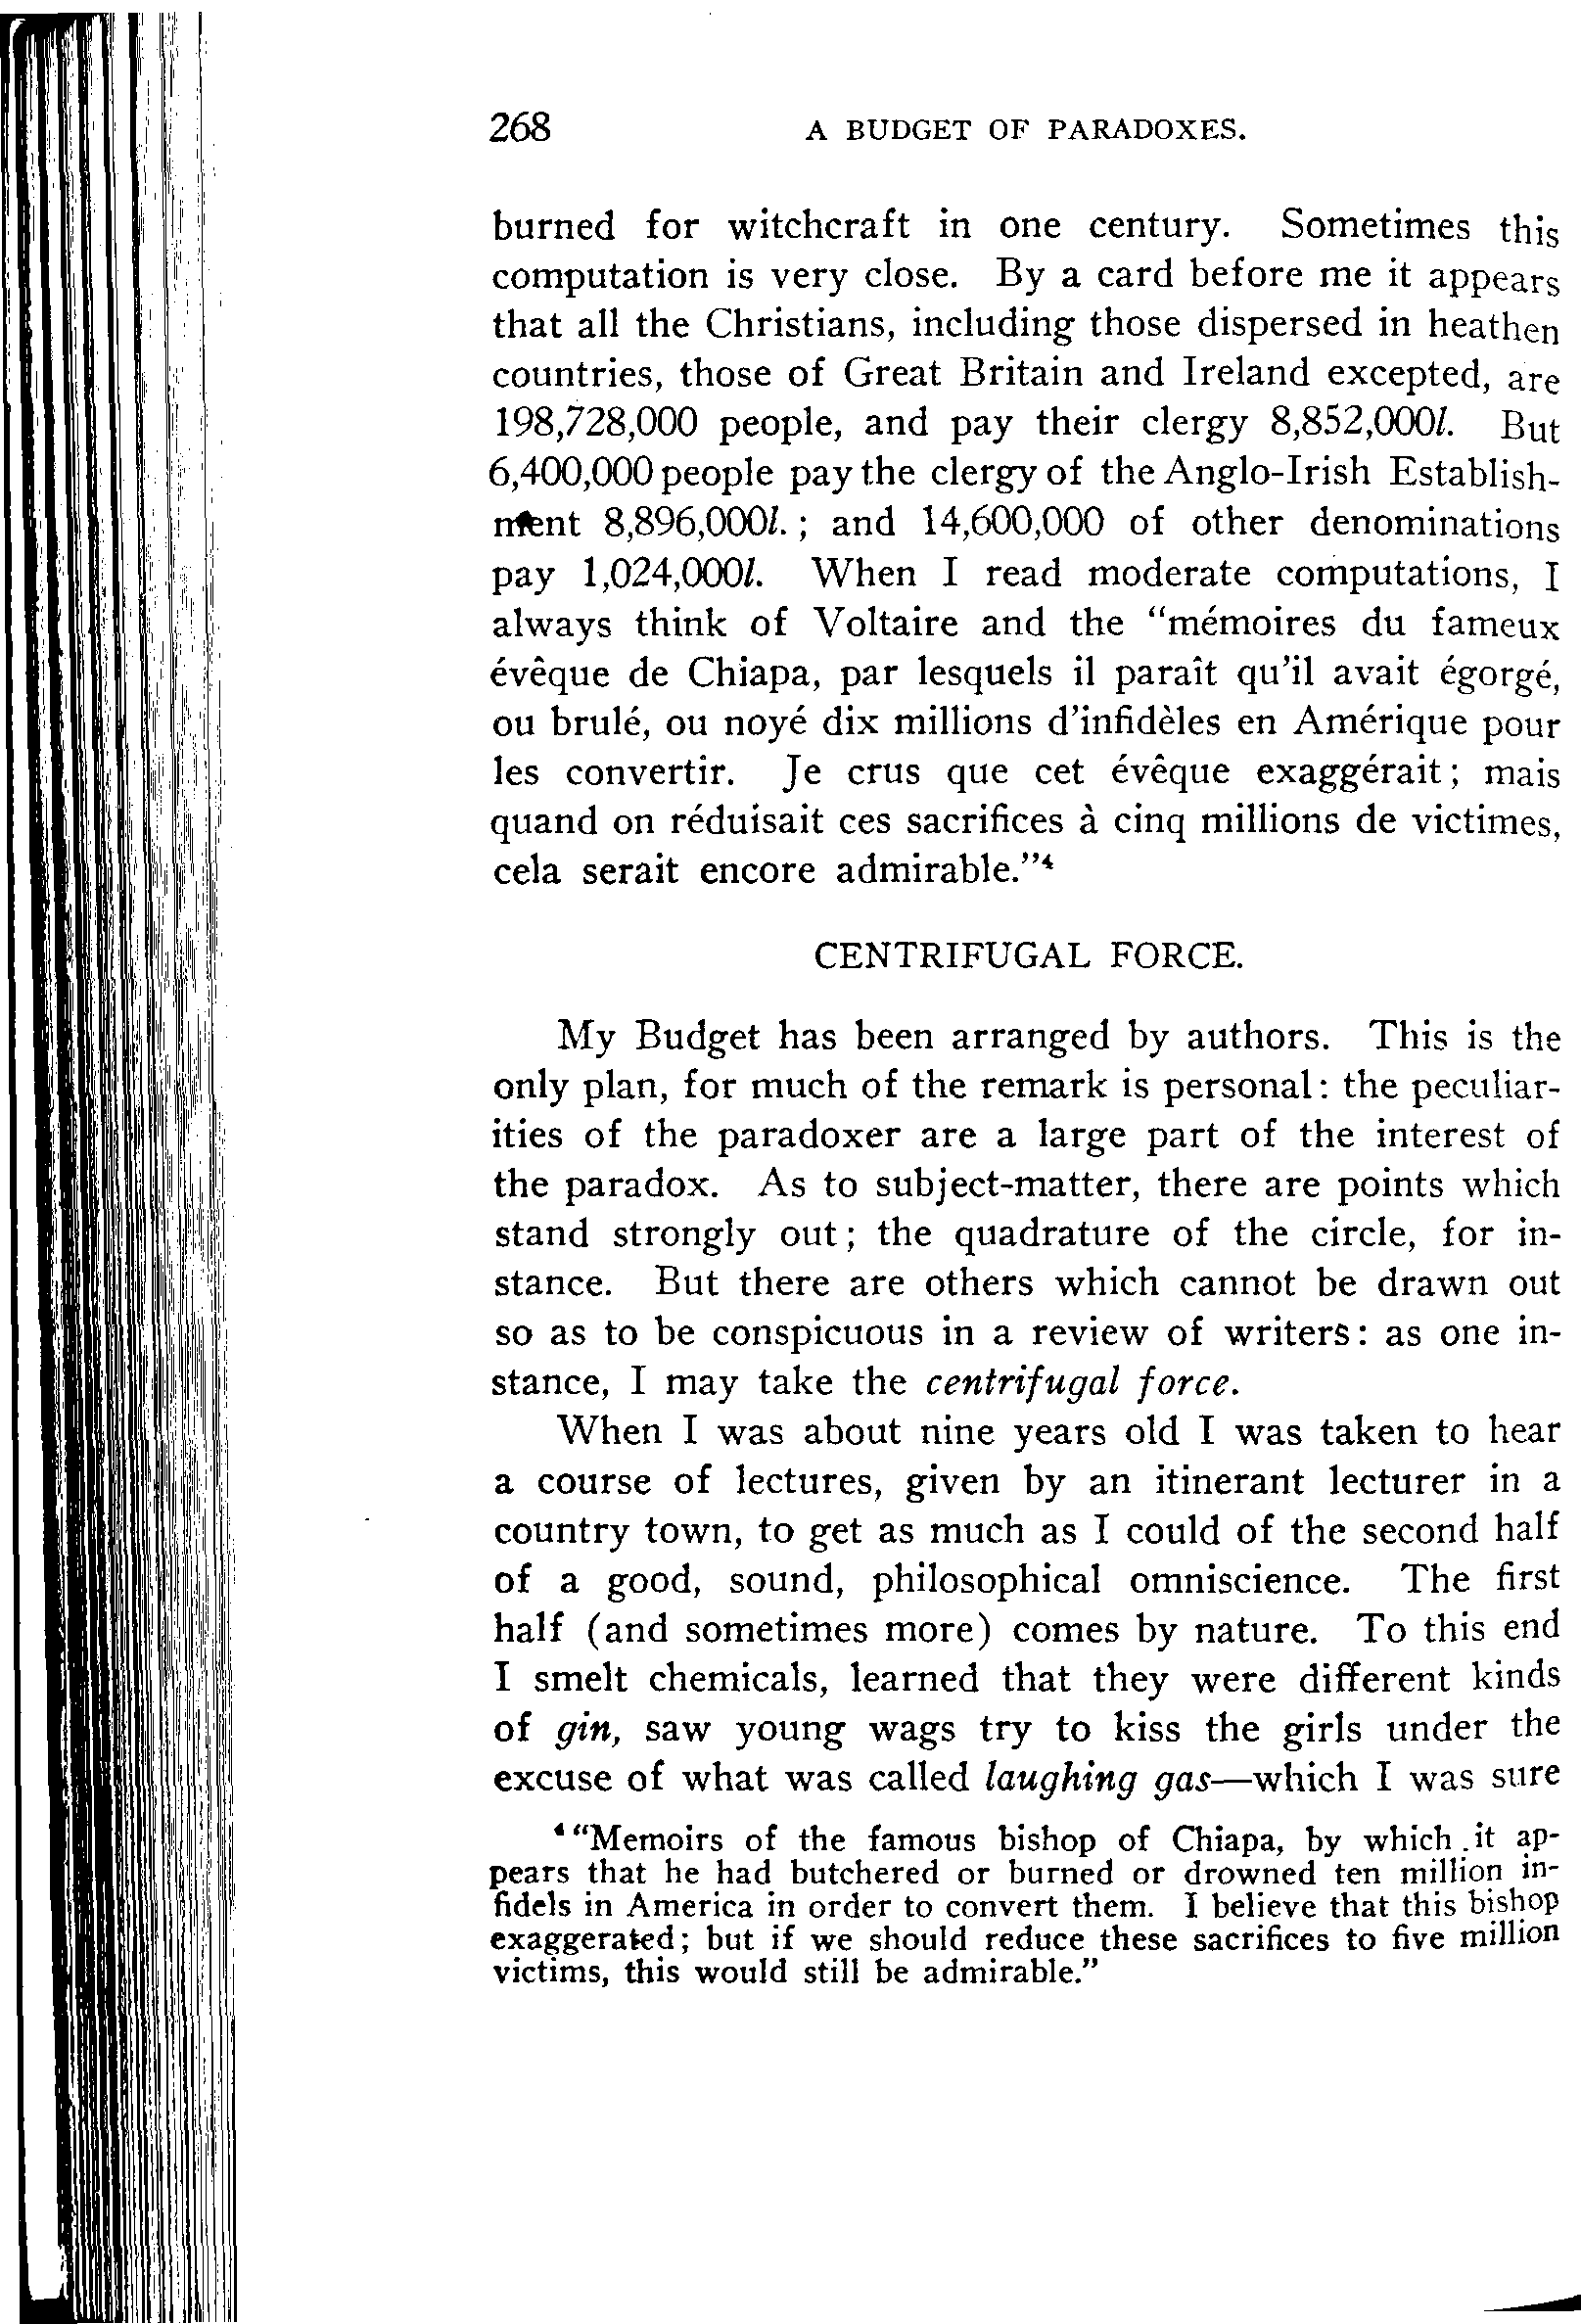 268 A BUDGET OF PARADOXES.
burned for witchcraft in one century. Sometimes this
computation is very close. By a card before me it appears
that all the Christians, including those dispersed in heathen
countries, those of Great Britain and Ireland excepted, are
198,728,000 people, and pay their clergy 8,852,000l. But
6,400,000 people pay the clergy of the Anglo-Irish Establish-
ment 8,896,000l.; and 14,600,000 of other denominations
pay 1,024,000l. When I read moderate computations, I
always think of Voltaire and the "mémoires du fameux
évêque de Chiapa, par lesquels il paraît qu'il avait égorgé,
ou brulé, ou noyé dix millions d'infidèles en Amérique pour
les convertir. Je crus que cet évêque exaggérait; mais
quand on réduisait ces sacrifices à cinq millions de victimes,
cela serait encore admirable."⁴
CENTRIFUGAL FORCE.
My Budget has been arranged by authors. This is the
only plan, for much of the remark is personal: the peculiar-
ities of the paradoxer are a large part of the interest of
the paradox. As to subject-matter, there are points which
stand strongly out; the quadrature of the circle, for in-
stance. But there are others which cannot be drawn out
so as to be conspicuous in a review of writers: as one in-
stance, I may take the centrifugal force.
When I was about nine years old I was taken to hear
a course of lectures, given by an itinerant lecturer in a
country town, to get as much as I could of the second half
of a good, sound, philosophical omniscience. The first
half (and sometimes more) comes by nature. To this end
I smelt chemicals, learned that they were different kinds
of gin, saw young wags try to kiss the girls under the
excuse of what was called laughing gas—which I was sure
⁴ "Memoirs of the famous bishop of Chiapa, by which it ap-
pears that he had butchered or burned or drowned ten million in-
fidels in America in order to convert them. I believe that this bishop
exaggerated; but if we should reduce these sacrifices to five million
victims, this would still be admirable."